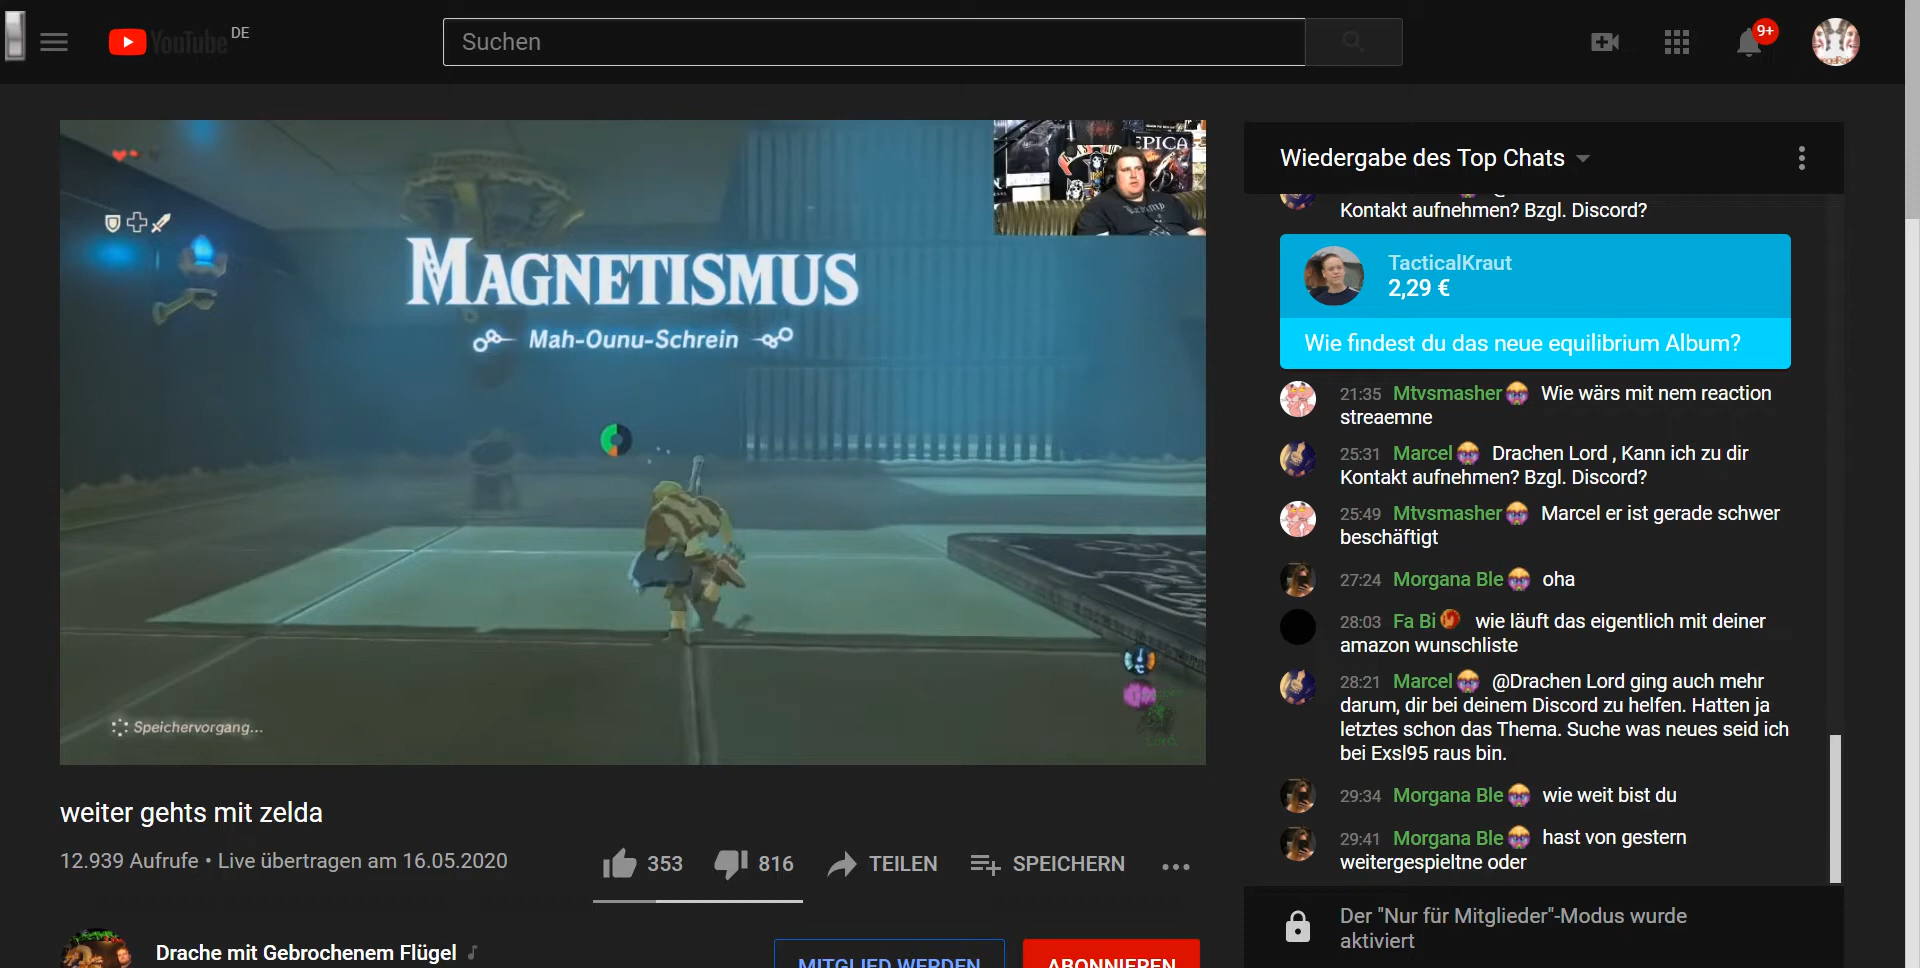 YouTube DE
Suchen
9+
EPICA
MAGNETISMUS
Mah-Ounu-Schrein
Speichervorgang...
weiter gehts mit zelda
12.939 Aufrufe • Live übertragen am 16.05.2020
353
816
TEILEN
SPEICHERN
Drache mit Gebrochenem Flügel
MITGLIED WERDEN
ABONNIEREN
Wiedergabe des Top Chats
Kontakt aufnehmen? Bzgl. Discord?
TacticalKraut
2,29 €
Wie findest du das neue equilibrium Album?
21:35 Mtvsmasher Wie wärs mit nem reaction
streaemne
25:31 Marcel Drachen Lord , Kann ich zu dir
Kontakt aufnehmen? Bzgl. Discord?
25:49 Mtvsmasher Marcel er ist gerade schwer
beschäftigt
27:24 Morgana Ble oha
28:03 Fa Bi wie läuft das eigentlich mit deiner
amazon wunschliste
28:21 Marcel @Drachen Lord ging auch mehr
darum, dir bei deinem Discord zu helfen. Hatten ja
letztes schon das Thema. Suche was neues seid ich
bei Exsl95 raus bin.
29:34 Morgana Ble wie weit bist du
29:41 Morgana Ble hast von gestern
weitergespieltne oder
Der "Nur für Mitglieder"-Modus wurde
aktiviert